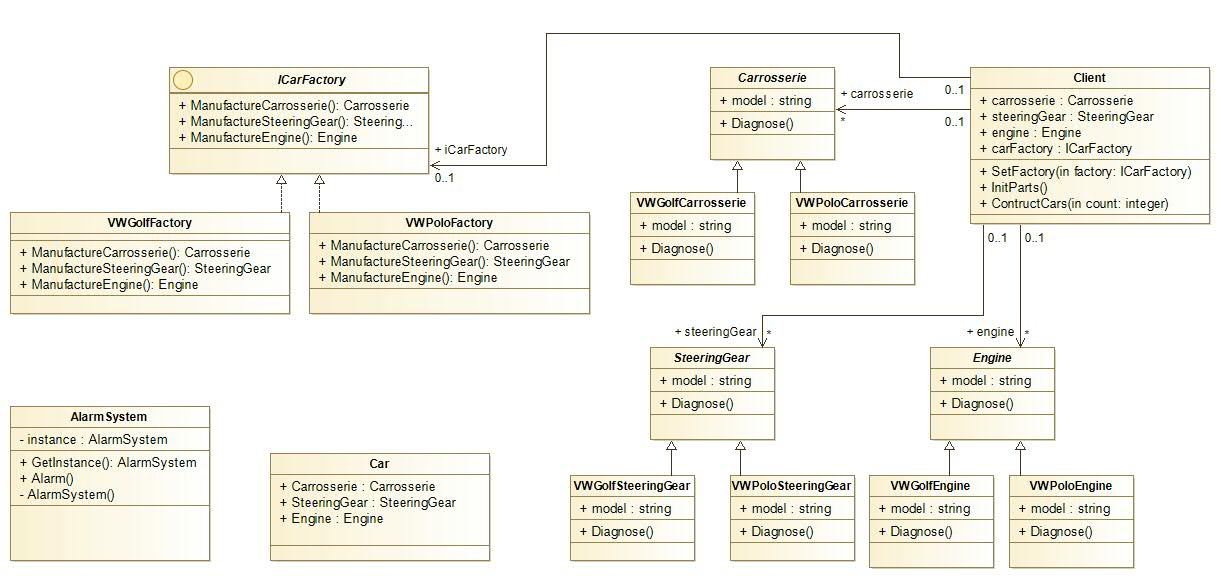 ICarFactory
+ ManufactureCarrosserie(): Carrosserie
+ ManufactureSteeringGear(): Steering...
+ ManufactureEngine(): Engine
+ iCarFactory
0..1
VWGolfFactory
+ ManufactureCarrosserie(): Carrosserie
+ ManufactureSteeringGear(): SteeringGear
+ ManufactureEngine(): Engine
VWPoloFactory
+ ManufactureCarrosserie(): Carrosserie
+ ManufactureSteeringGear(): SteeringGear
+ ManufactureEngine(): Engine
Carrosserie
+ model : string
+ Diagnose()
+ carrosserie
*
0..1
0..1
Client
+ carrosserie : Carrosserie
+ steeringGear : SteeringGear
+ engine : Engine
+ carFactory : ICarFactory
+ SetFactory(in factory: ICarFactory)
+ InitParts()
+ ContructCars(in count: integer)
0..1
0..1
VWGolfCarrosserie
+ model : string
+ Diagnose()
VWPoloCarrosserie
+ model : string
+ Diagnose()
+ steeringGear
*
+ engine
*
SteeringGear
+ model : string
+ Diagnose()
Engine
+ model : string
+ Diagnose()
AlarmSystem
- instance : AlarmSystem
+ GetInstance(): AlarmSystem
+ Alarm()
- AlarmSystem()
Car
+ Carrosserie : Carrosserie
+ SteeringGear : SteeringGear
+ Engine : Engine
VWGolfSteeringGear
+ model : string
+ Diagnose()
VWPoloSteeringGear
+ model : string
+ Diagnose()
VWGolfEngine
+ model : string
+ Diagnose()
VWPoloEngine
+ model : string
+ Diagnose()